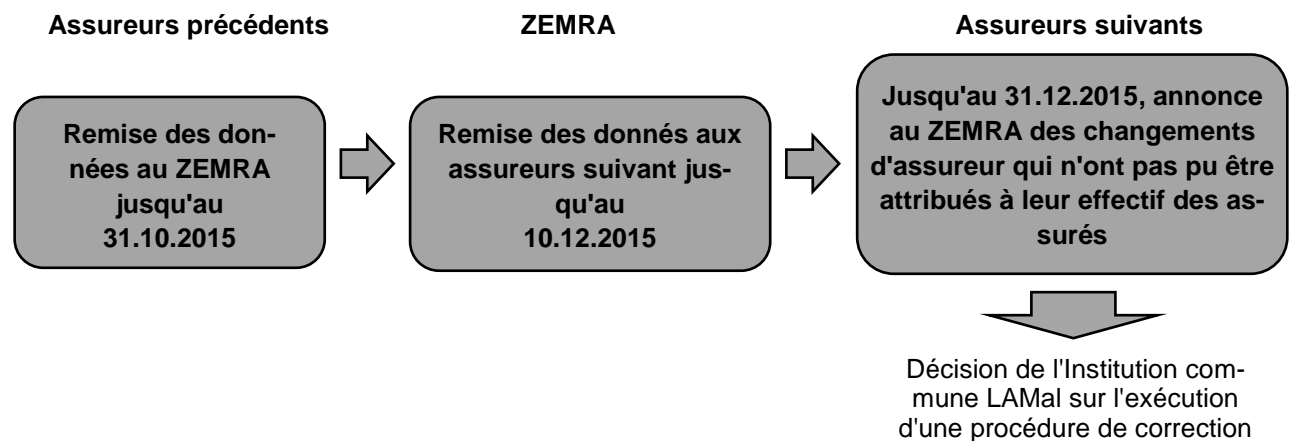 Assureurs précédents
ZEMRA
Assureurs suivants
Remise des don-
nées au ZEMRA
jusqu'au
31.10.2015
Remise des donnés aux
assureurs suivant jus-
qu'au
10.12.2015
Jusqu'au 31.12.2015, annonce
au ZEMRA des changements
d'assureur qui n'ont pas pu être
attribués à leur effectif des as-
surés
Décision de l'Institution com-
mune LAMal sur l'exécution
d'une procédure de correction